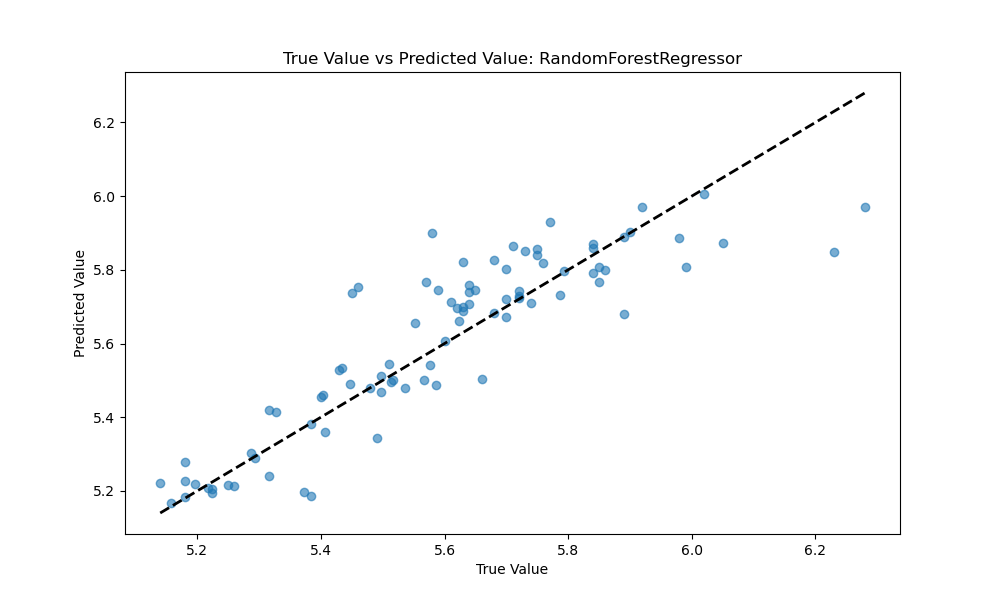 True Value vs Predicted Value: RandomForestRegressor
Predicted Value
6.2
6.0
5.8
5.6
5.4
5.2
5.2 5.4 5.6 5.8 6.0 6.2
True Value